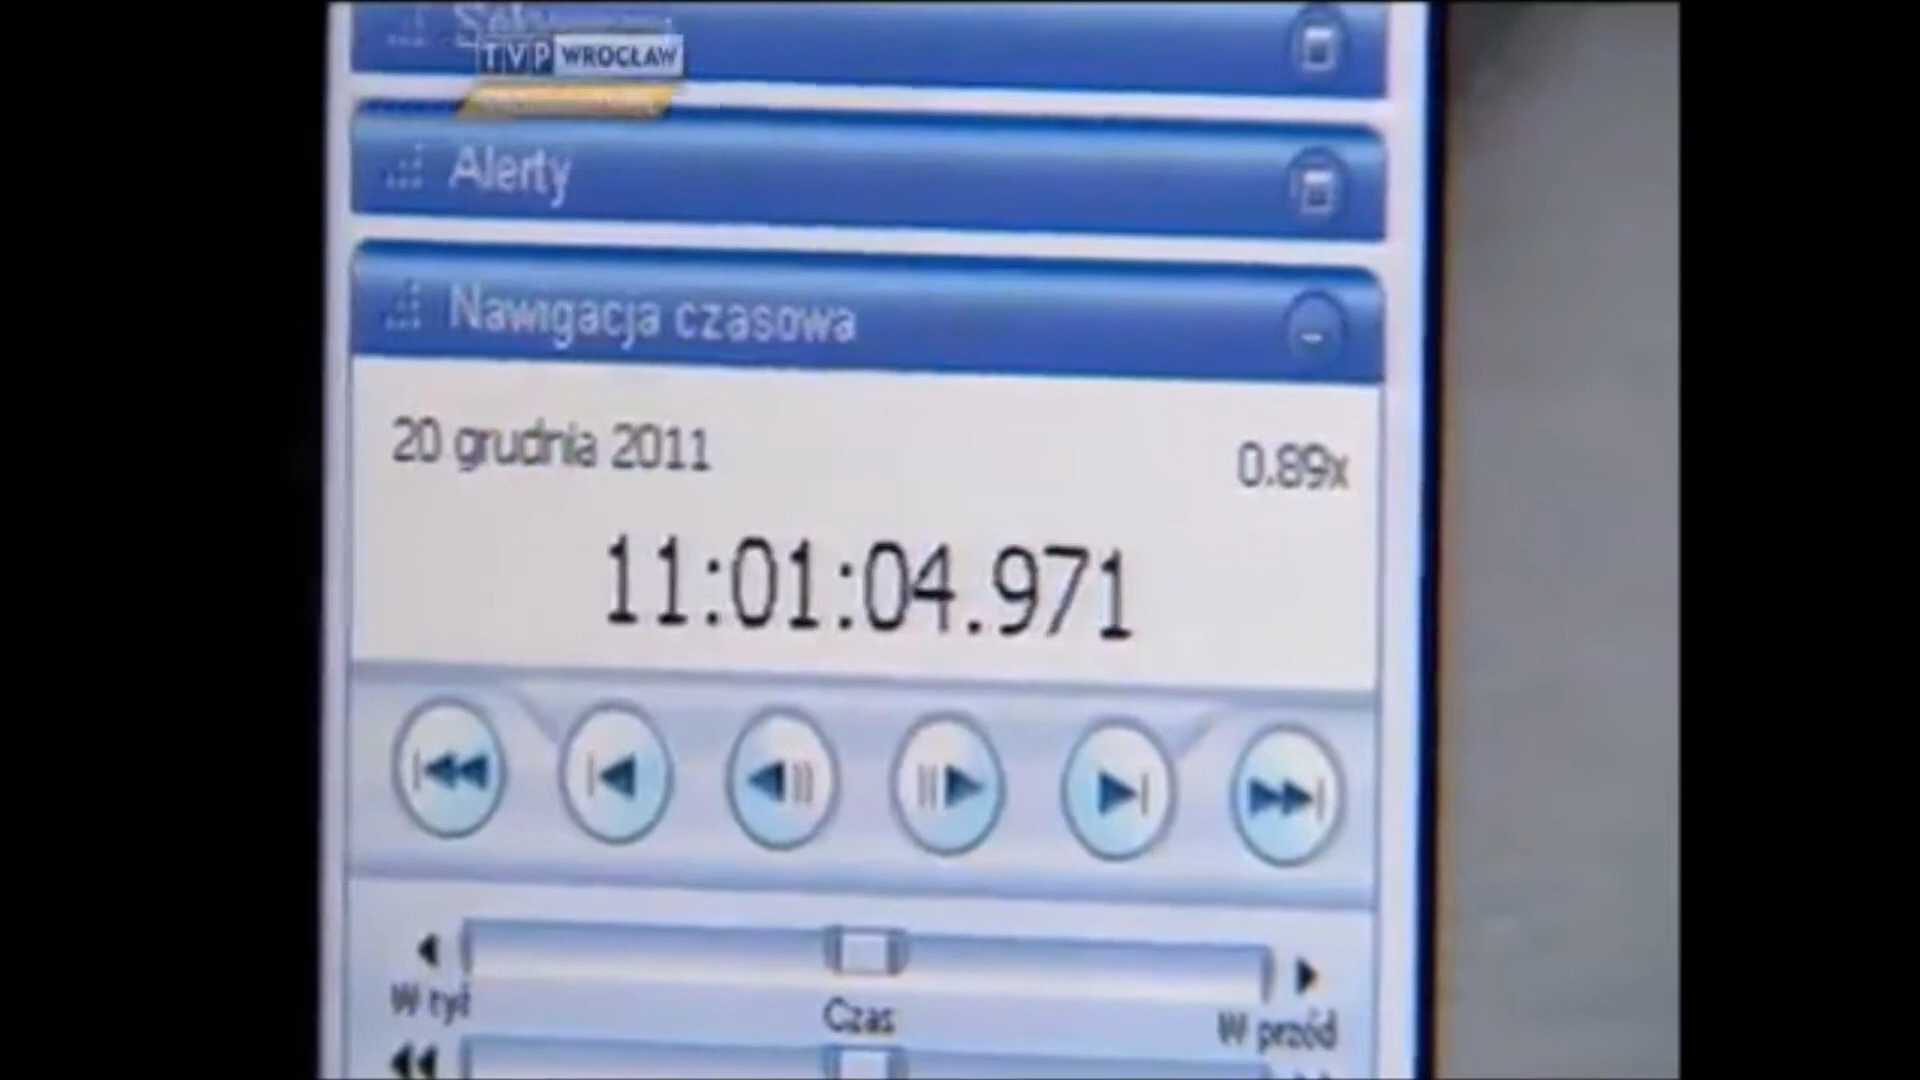 TVP WROCŁAW
Alerty
Nawigacja czasowa
20 grudnia 2011
0.89x
11:01:04.971
W tył
Czas
W przód